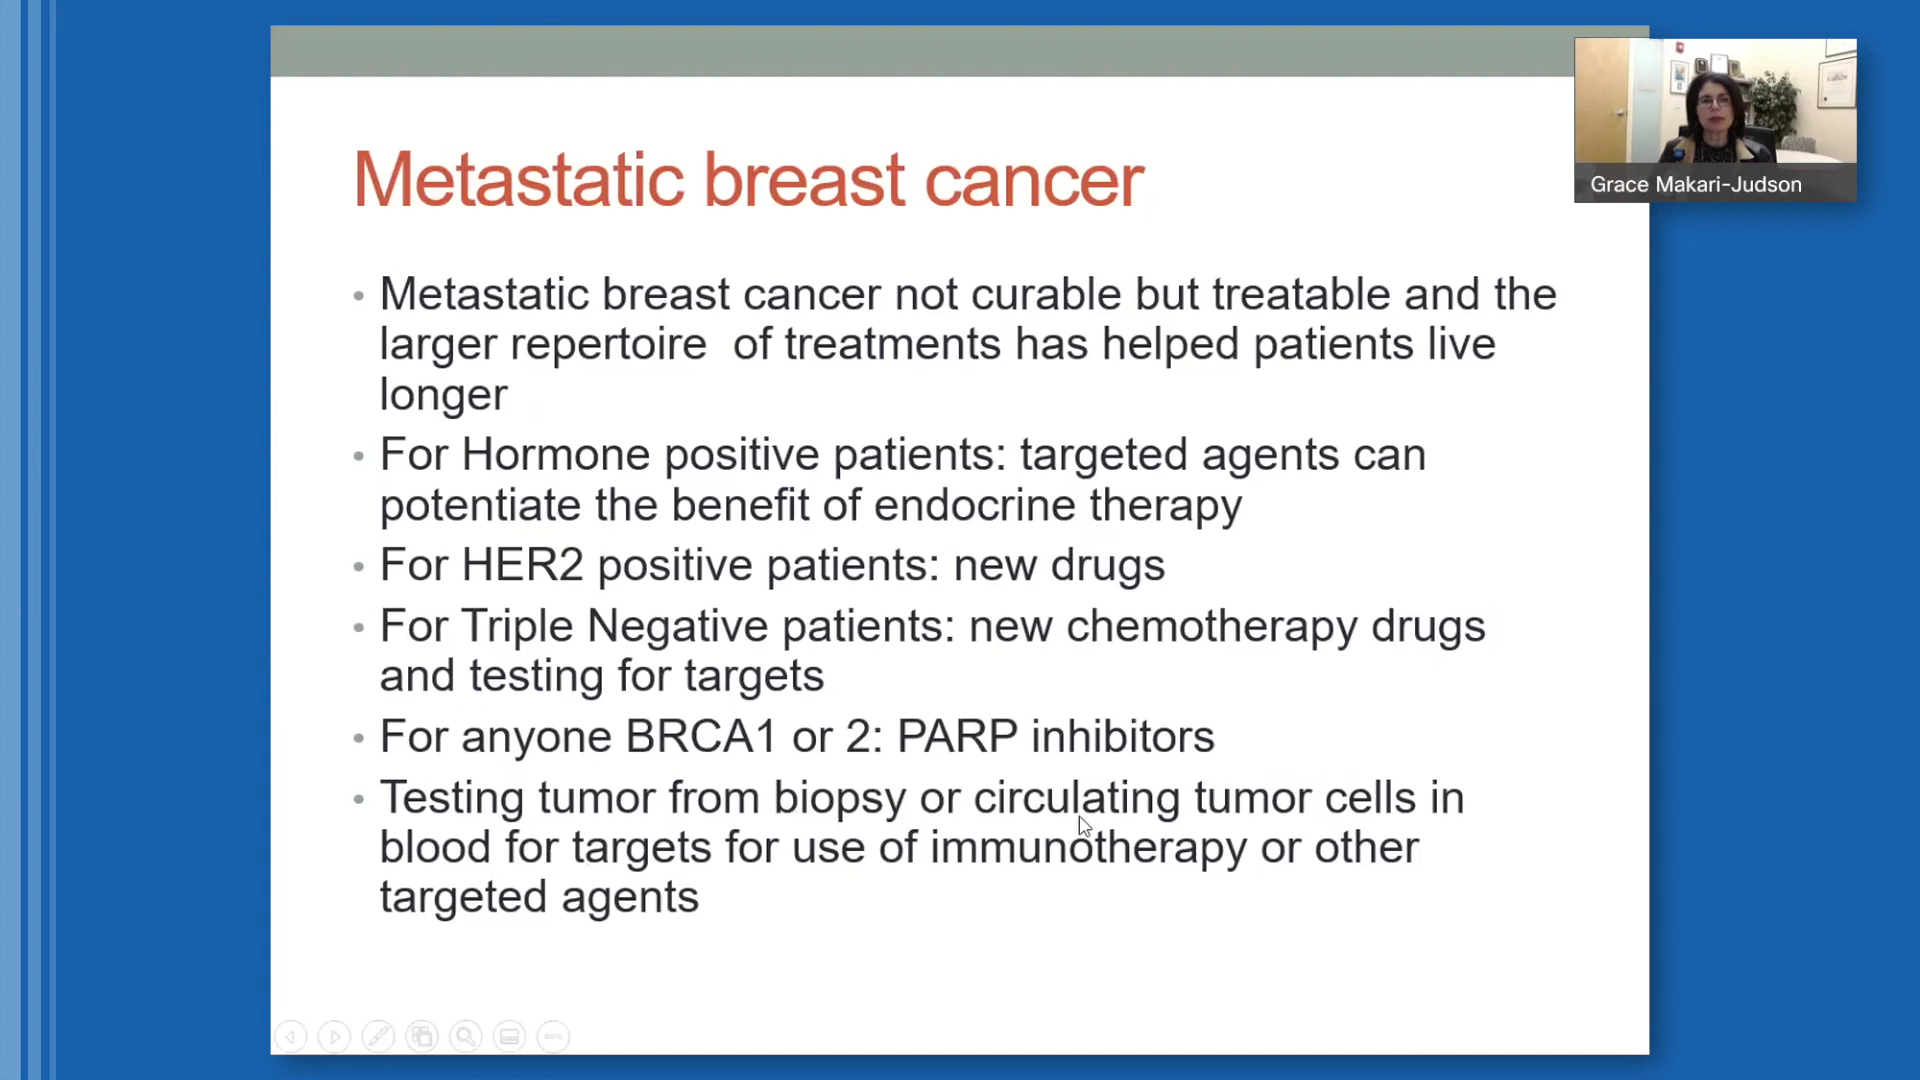 Metastatic breast cancer
Grace Makari-Judson
• Metastatic breast cancer not curable but treatable and the
larger repertoire of treatments has helped patients live
longer
• For Hormone positive patients: targeted agents can
potentiate the benefit of endocrine therapy
• For HER2 positive patients: new drugs
• For Triple Negative patients: new chemotherapy drugs
and testing for targets
• For anyone BRCA1 or 2: PARP inhibitors
• Testing tumor from biopsy or circulating tumor cells in
blood for targets for use of immunotherapy or other
targeted agents